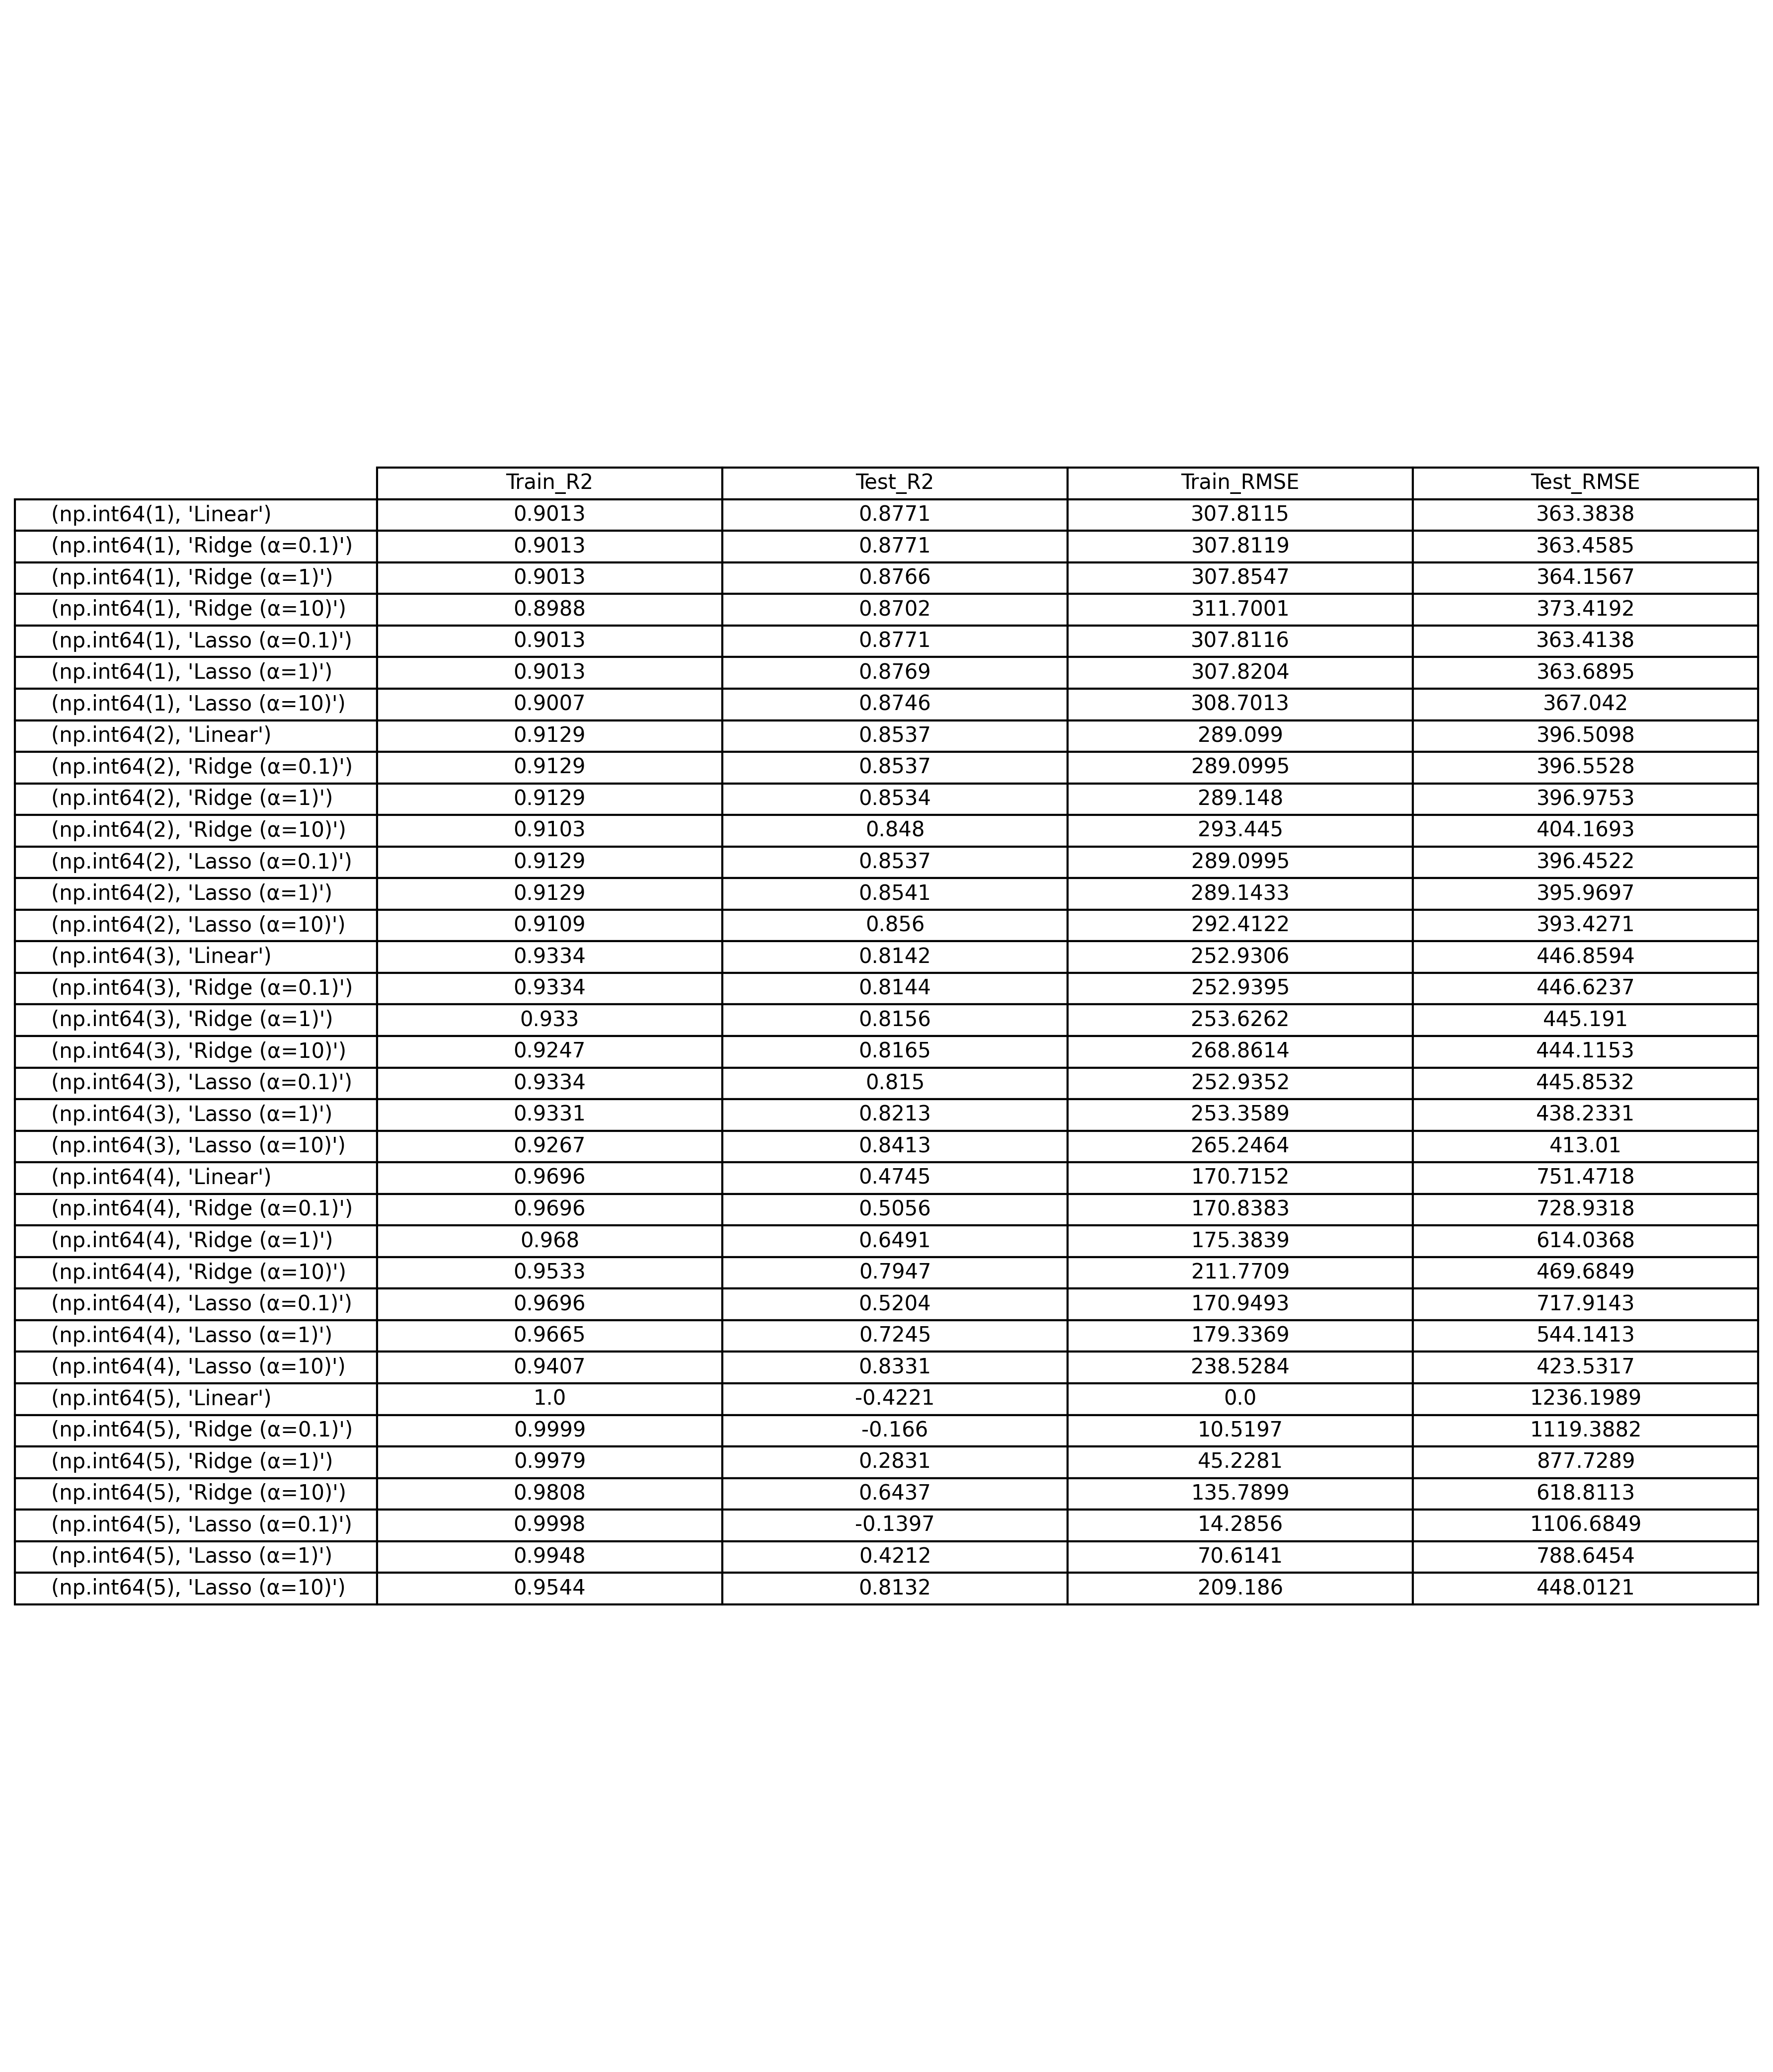 Train_R2 Test_R2 Train_RMSE Test_RMSE
(np.int64(1), 'Linear') 0.9013 0.8771 307.8115 363.3838
(np.int64(1), 'Ridge (α=0.1)') 0.9013 0.8771 307.8119 363.4585
(np.int64(1), 'Ridge (α=1)') 0.9013 0.8766 307.8547 364.1567
(np.int64(1), 'Ridge (α=10)') 0.8988 0.8702 311.7001 373.4192
(np.int64(1), 'Lasso (α=0.1)') 0.9013 0.8771 307.8116 363.4138
(np.int64(1), 'Lasso (α=1)') 0.9013 0.8769 307.8204 363.6895
(np.int64(1), 'Lasso (α=10)') 0.9007 0.8746 308.7013 367.042
(np.int64(2), 'Linear') 0.9129 0.8537 289.099 396.5098
(np.int64(2), 'Ridge (α=0.1)') 0.9129 0.8537 289.0995 396.5528
(np.int64(2), 'Ridge (α=1)') 0.9129 0.8534 289.148 396.9753
(np.int64(2), 'Ridge (α=10)') 0.9103 0.848 293.445 404.1693
(np.int64(2), 'Lasso (α=0.1)') 0.9129 0.8537 289.0995 396.4522
(np.int64(2), 'Lasso (α=1)') 0.9129 0.8541 289.1433 395.9697
(np.int64(2), 'Lasso (α=10)') 0.9109 0.856 292.4122 393.4271
(np.int64(3), 'Linear') 0.9334 0.8142 252.9306 446.8594
(np.int64(3), 'Ridge (α=0.1)') 0.9334 0.8144 252.9395 446.6237
(np.int64(3), 'Ridge (α=1)') 0.933 0.8156 253.6262 445.191
(np.int64(3), 'Ridge (α=10)') 0.9247 0.8165 268.8614 444.1153
(np.int64(3), 'Lasso (α=0.1)') 0.9334 0.815 252.9352 445.8532
(np.int64(3), 'Lasso (α=1)') 0.9331 0.8213 253.3589 438.2331
(np.int64(3), 'Lasso (α=10)') 0.9267 0.8413 265.2464 413.01
(np.int64(4), 'Linear') 0.9696 0.4745 170.7152 751.4718
(np.int64(4), 'Ridge (α=0.1)') 0.9696 0.5056 170.8383 728.9318
(np.int64(4), 'Ridge (α=1)') 0.968 0.6491 175.3839 614.0368
(np.int64(4), 'Ridge (α=10)') 0.9533 0.7947 211.7709 469.6849
(np.int64(4), 'Lasso (α=0.1)') 0.9696 0.5204 170.9493 717.9143
(np.int64(4), 'Lasso (α=1)') 0.9665 0.7245 179.3369 544.1413
(np.int64(4), 'Lasso (α=10)') 0.9407 0.8331 238.5284 423.5317
(np.int64(5), 'Linear') 1.0 -0.4221 0.0 1236.1989
(np.int64(5), 'Ridge (α=0.1)') 0.9999 -0.166 10.5197 1119.3882
(np.int64(5), 'Ridge (α=1)') 0.9979 0.2831 45.2281 877.7289
(np.int64(5), 'Ridge (α=10)') 0.9808 0.6437 135.7899 618.8113
(np.int64(5), 'Lasso (α=0.1)') 0.9998 -0.1397 14.2856 1106.6849
(np.int64(5), 'Lasso (α=1)') 0.9948 0.4212 70.6141 788.6454
(np.int64(5), 'Lasso (α=10)') 0.9544 0.8132 209.186 448.0121